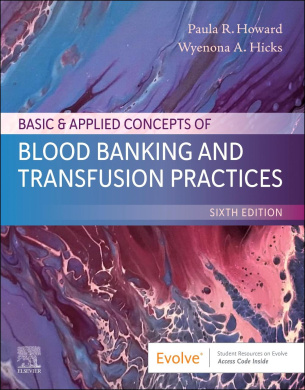 Paula R. Howard
Wyenona A. Hicks
BASIC & APPLIED CONCEPTS OF
BLOOD BANKING AND
TRANSFUSION PRACTICES
SIXTH EDITION
ELSEVIER
Evolve®
Student Resources on Evolve
Access Code Inside